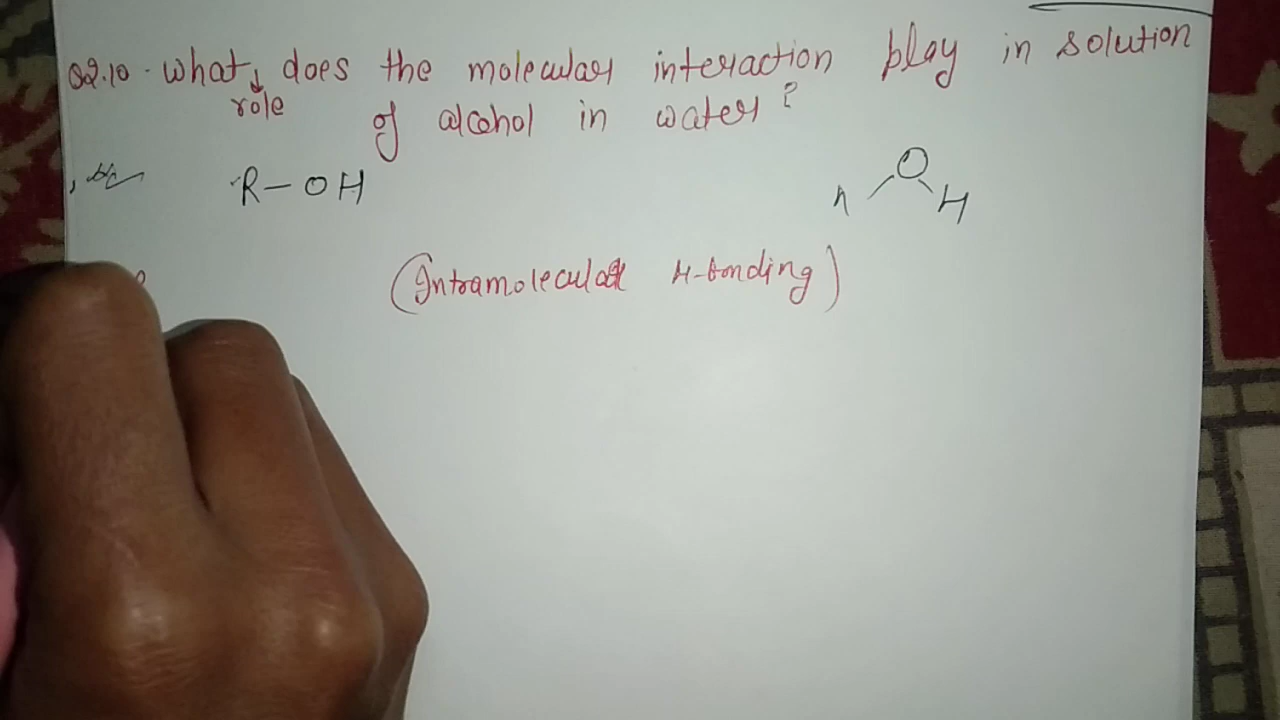 Q2.10. What role does the molecular interaction play in solution
of alcohol in water?
R-OH
O
H
(Intramolecular H-bonding)